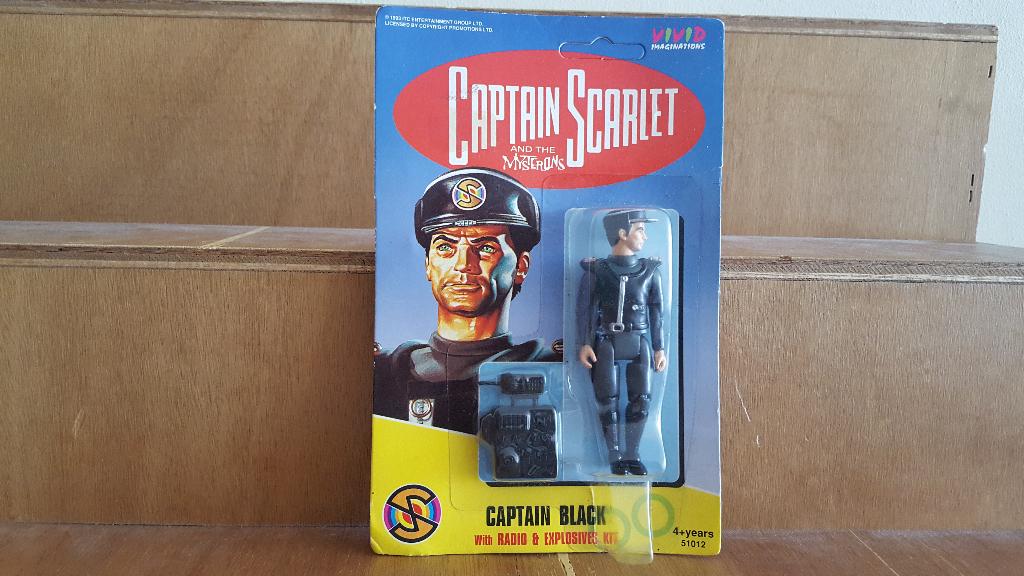 © 1993 ITC ENTERTAINMENT GROUP LTD.
LICENSED BY COPYRIGHT PROMOTIONS LTD.
VIVID
IMAGINATIONS
CAPTAIN SCARLET
AND THE
MYSTERONS
CAPTAIN BLACK
With RADIO & EXPLOSIVES KIT
4+years
51012